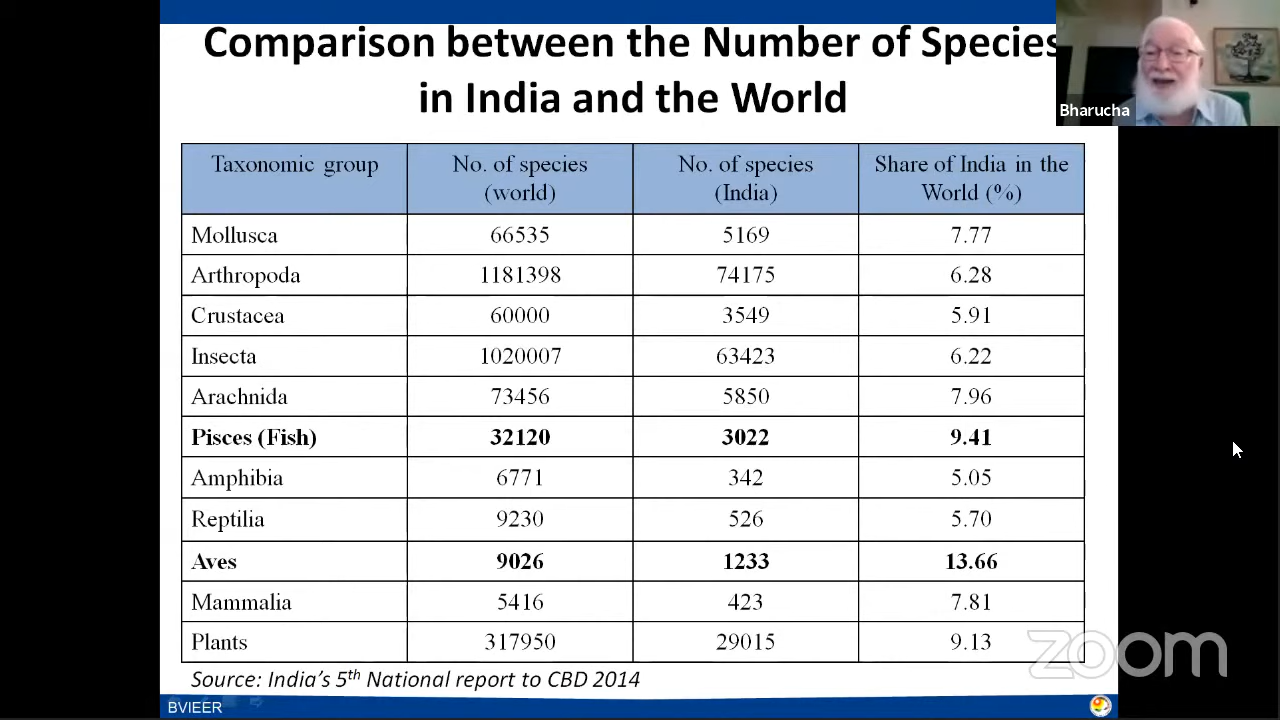 Comparison between the Number of Species
in India and the World
Bharucha
Taxonomic group No. of species (world) No. of species (India) Share of India in the World (%)
Mollusca 66535 5169 7.77
Arthropoda 1181398 74175 6.28
Crustacea 60000 3549 5.91
Insecta 1020007 63423 6.22
Arachnida 73456 5850 7.96
Pisces (Fish) 32120 3022 9.41
Amphibia 6771 342 5.05
Reptilia 9230 526 5.70
Aves 9026 1233 13.66
Mammalia 5416 423 7.81
Plants 317950 29015 9.13
zoom
Source: India's 5th National report to CBD 2014
BVIEER